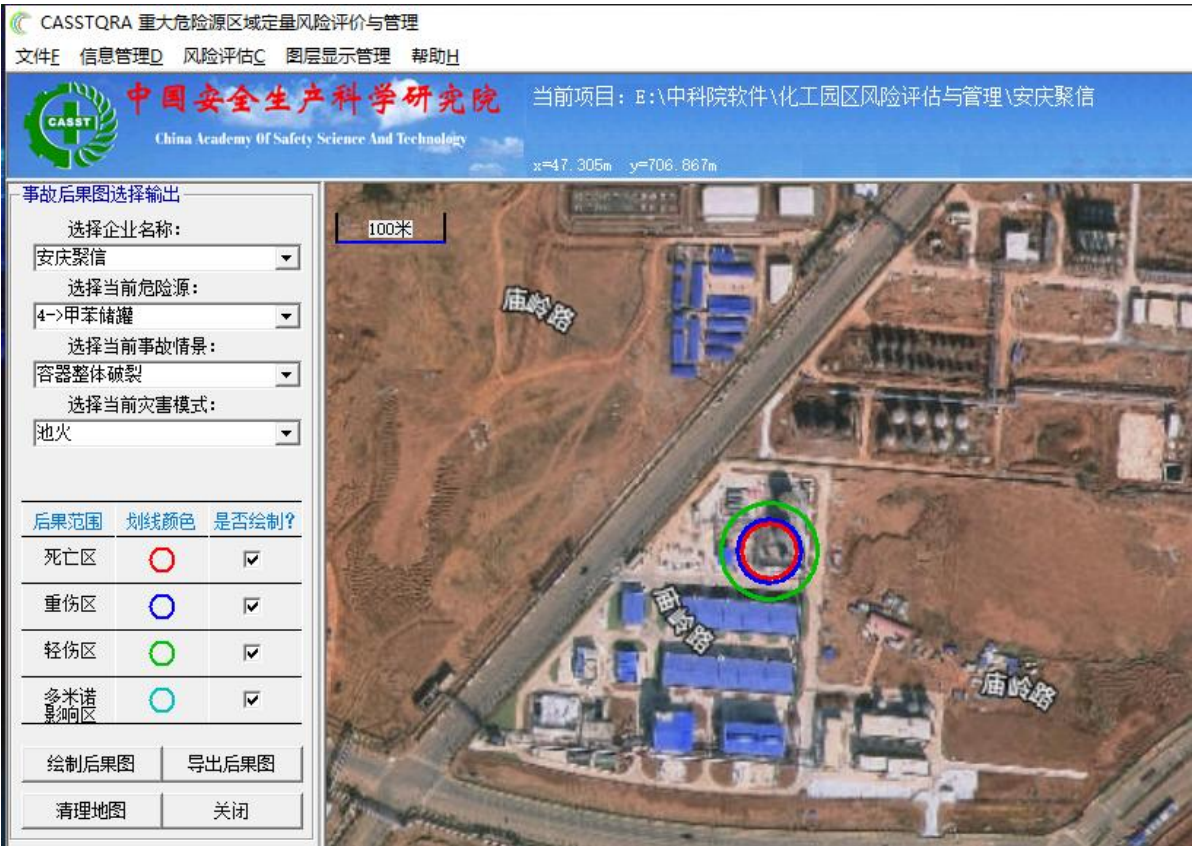 CASSTQRA 重大危险源区域定量风险评价与管理
文件F 信息管理D 风险评估C 图层显示管理 帮助H
CASST
中国安全生产科学研究院
China Academy Of Safety Science And Technology
当前项目：E:\中科院软件\化工园区风险评估与管理\安庆聚信
x=47.305m y=706.867m
事故后果图选择输出
选择企业名称：
安庆聚信
选择当前危险源：
4->甲苯储罐
选择当前事故情景：
容器整体破裂
选择当前灾害模式：
池火
后果范围 划线颜色 是否绘制?
死亡区
重伤区
轻伤区
多米诺
影响区
绘制后果图 导出后果图
清理地图 关闭
100米
庙岭路
庙岭路
庙岭路